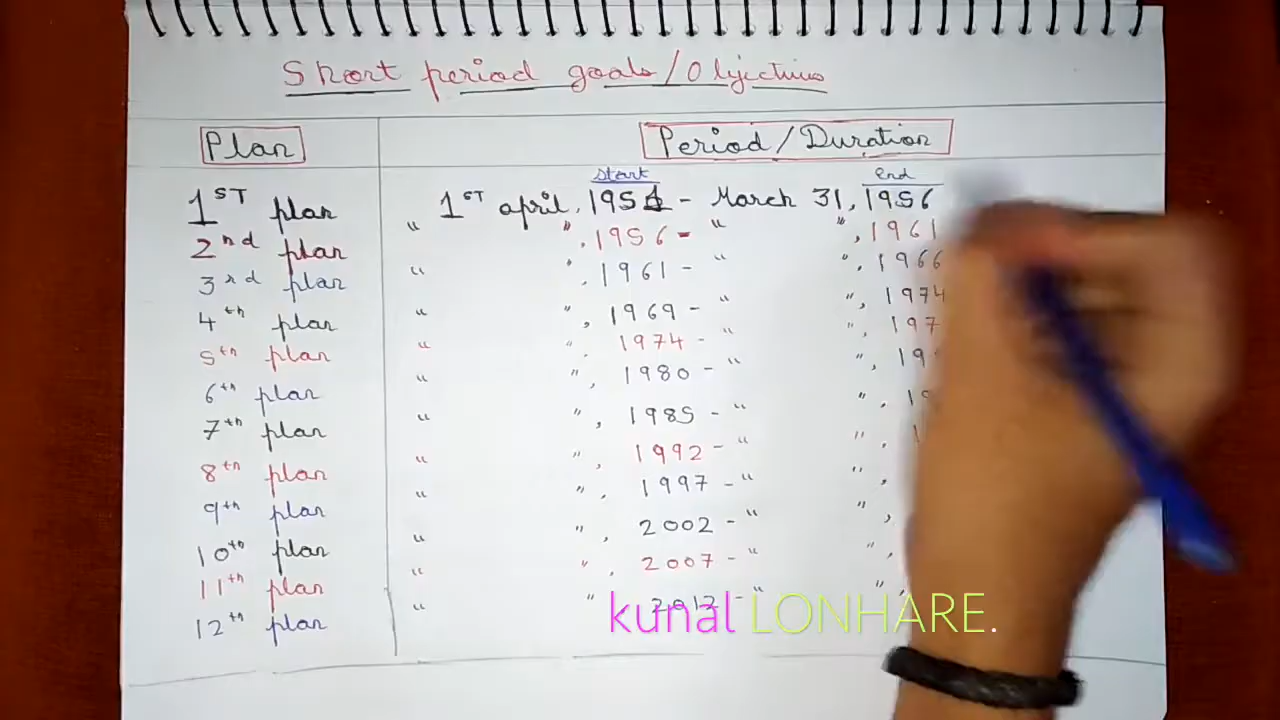 Short period goals/Objectives
Plan Period/Duration
start end
1ST plan 1ST april, 1951 - March 31, 1956
2nd plan " ", 1956 - " ", 1961
3rd plan " ", 1961 - " ", 1966
4th plan " ", 1969 - " ", 1974
5th plan " " 1974 - " ",
6th plan " ", 1980 - " ",
7th plan " ", 1985 - " ",
8th plan " ", 1992 - " ",
9th plan " ", 1997 - " ",
10th plan " ", 2002 - " ",
11th plan " ", 2007 - " ",
12th plan " ", 2012 - " ",
kunal LONHARE.